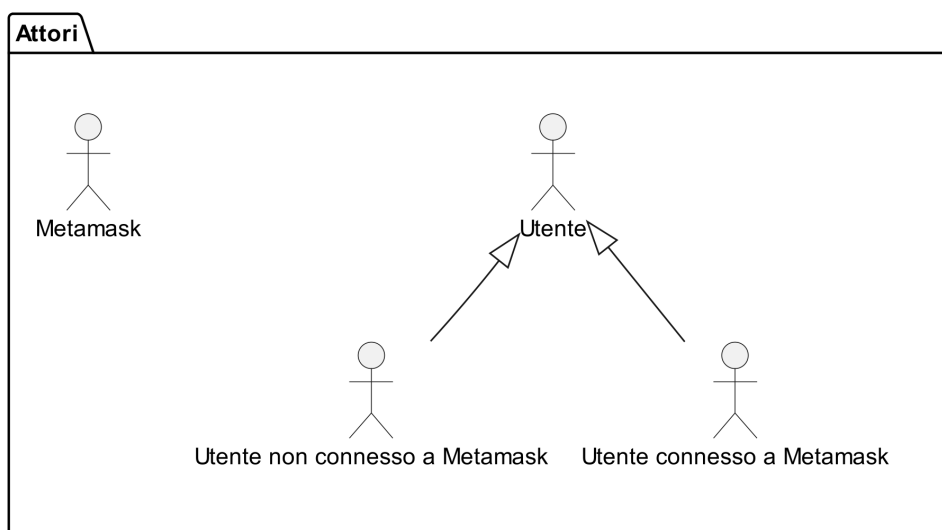 Attori
Metamask
Utente
Utente non connesso a Metamask
Utente connesso a Metamask